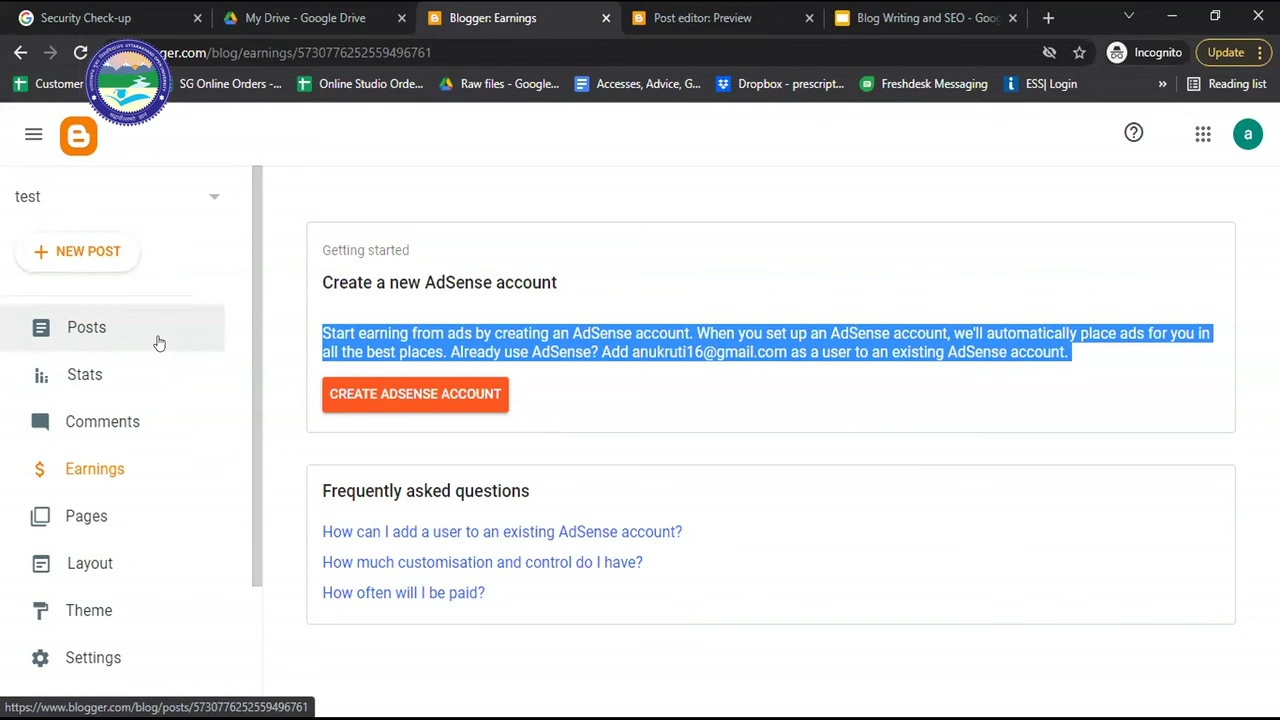 Security Check-up
My Drive - Google Drive
Blogger: Earnings
Post editor: Preview
Blog Writing and SEO - Goog
ger.com/blog/earnings/5730776252559496761
Incognito
Update
Customer
SG Online Orders -...
Online Studio Orde...
Raw files - Google...
Accesses, Advice, G...
Dropbox - pyptopt...
Freshdesk Marketing
ESS| Login
Reading list
a
test
NEW POST
Posts
Stats
Comments
Earnings
Pages
Layout
Theme
Settings
Getting started
Create a new AdSense account
Start earning from ads by creating an AdSense account. When you set up an AdSense account, we'll automatically place ads for you in
all the best places. Already use AdSense? Add anukruti16@gmail.com as a user to an existing AdSense account.
CREATE ADSENSE ACCOUNT
Frequently asked questions
How can I add a user to an existing AdSense account?
How much customisation and control do I have?
How often will I be paid?
https://www.blogger.com/blog/posts/5730776252559496761